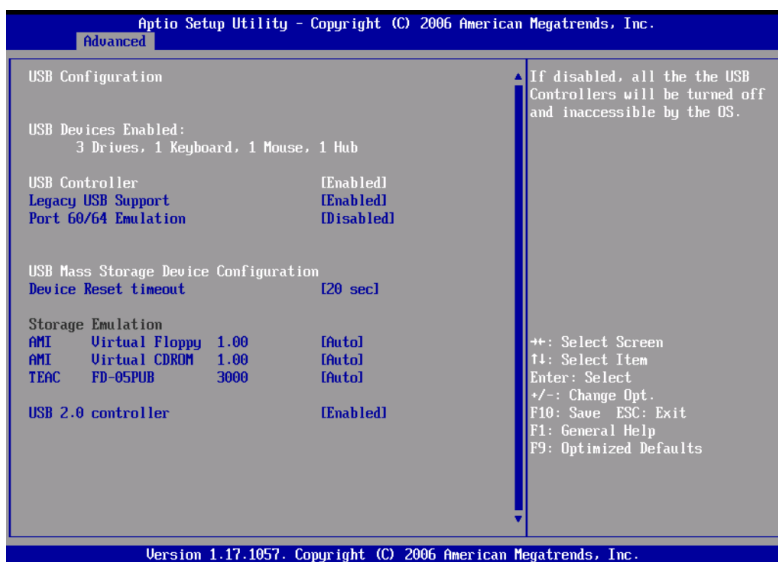 Aptio Setup Utility - Copyright (C) 2006 American Megatrends, Inc.
Advanced
USB Configuration
USB Devices Enabled:
3 Drives, 1 Keyboard, 1 Mouse, 1 Hub
USB Controller [Enabled]
Legacy USB Support [Enabled]
Port 60/64 Emulation [Disabled]
USB Mass Storage Device Configuration
Device Reset timeout [20 sec]
Storage Emulation
AMI Virtual Floppy 1.00 [Auto]
AMI Virtual CDROM 1.00 [Auto]
TEAC FD-05PUB 3000 [Auto]
USB 2.0 controller [Enabled]
If disabled, all the the USB
Controllers will be turned off
and inaccessible by the OS.
→←: Select Screen
↑↓: Select Item
Enter: Select
+/-: Change Opt.
F10: Save ESC: Exit
F1: General Help
F9: Optimized Defaults
Version 1.17.1057. Copyright (C) 2006 American Megatrends, Inc.